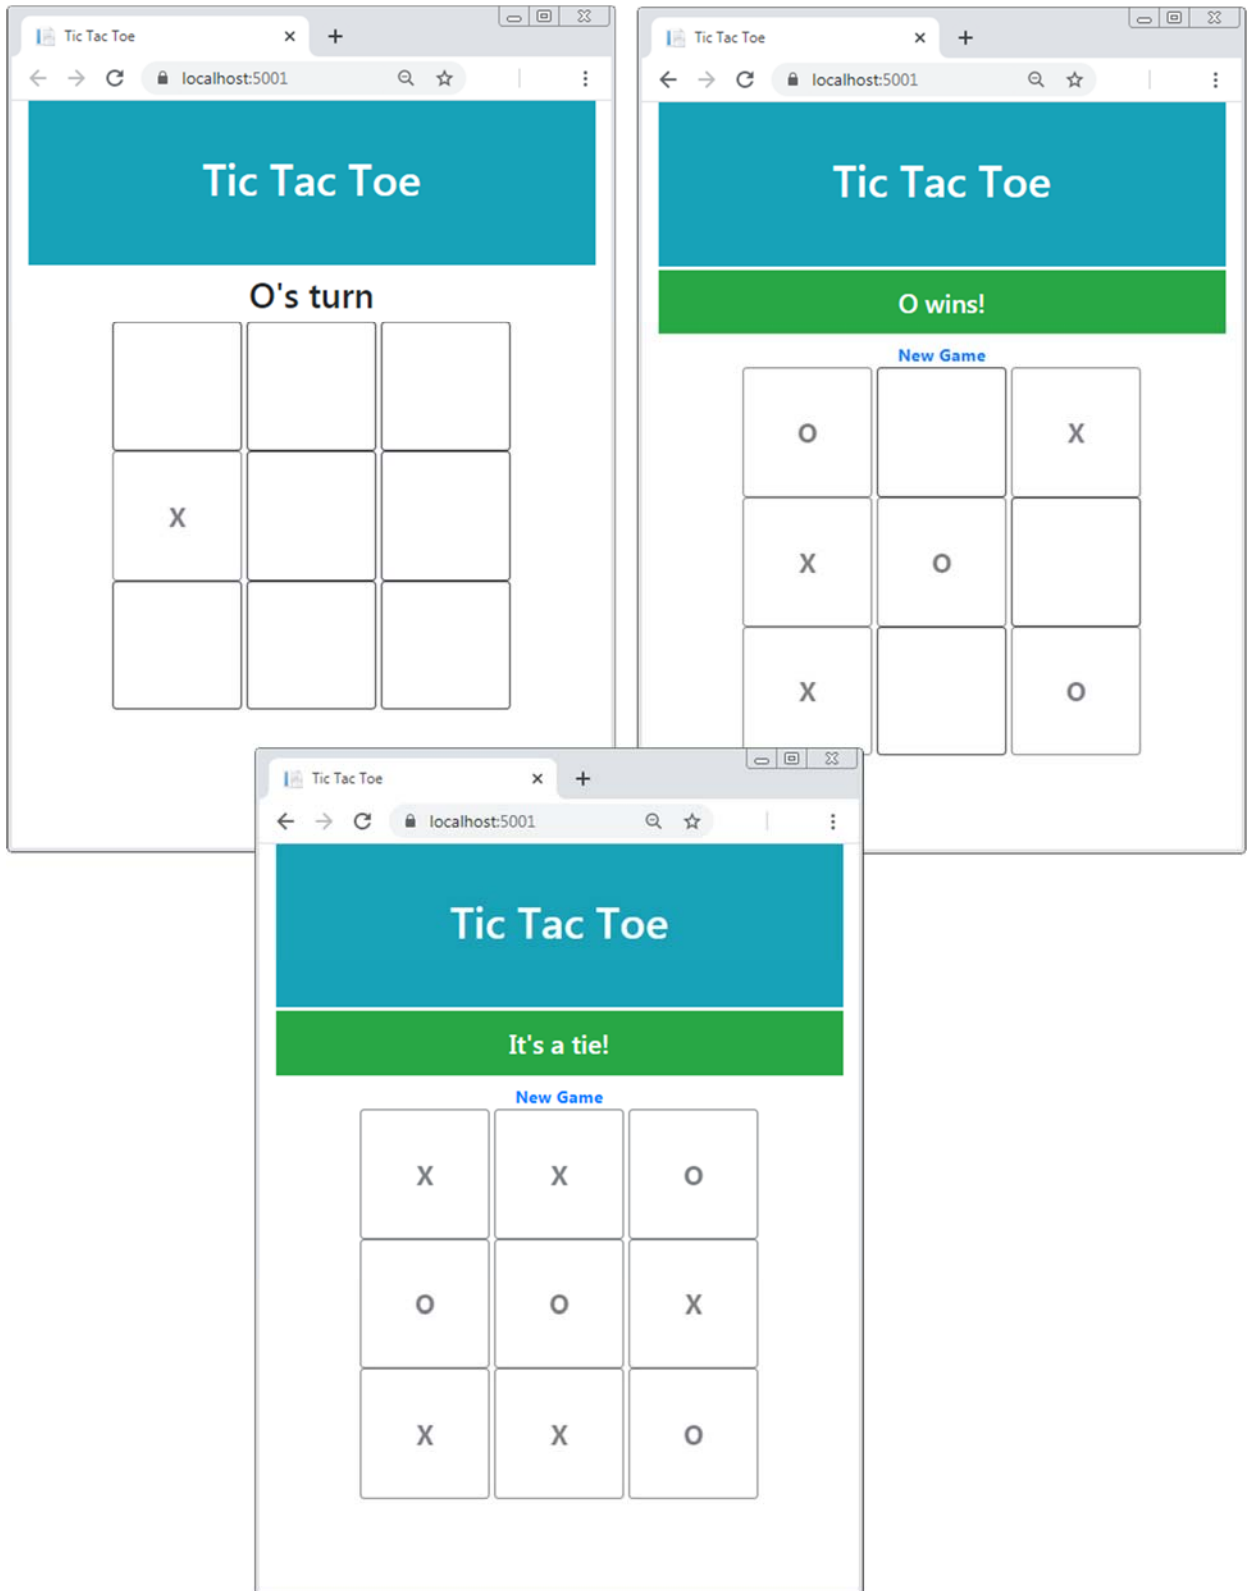 Tic Tac Toe
localhost:5001
Tic Tac Toe
O's turn
X
Tic Tac Toe
localhost:5001
Tic Tac Toe
O wins!
New Game
O X
X O
X O
Tic Tac Toe
localhost:5001
Tic Tac Toe
It's a tie!
New Game
X X O
O O X
X X O